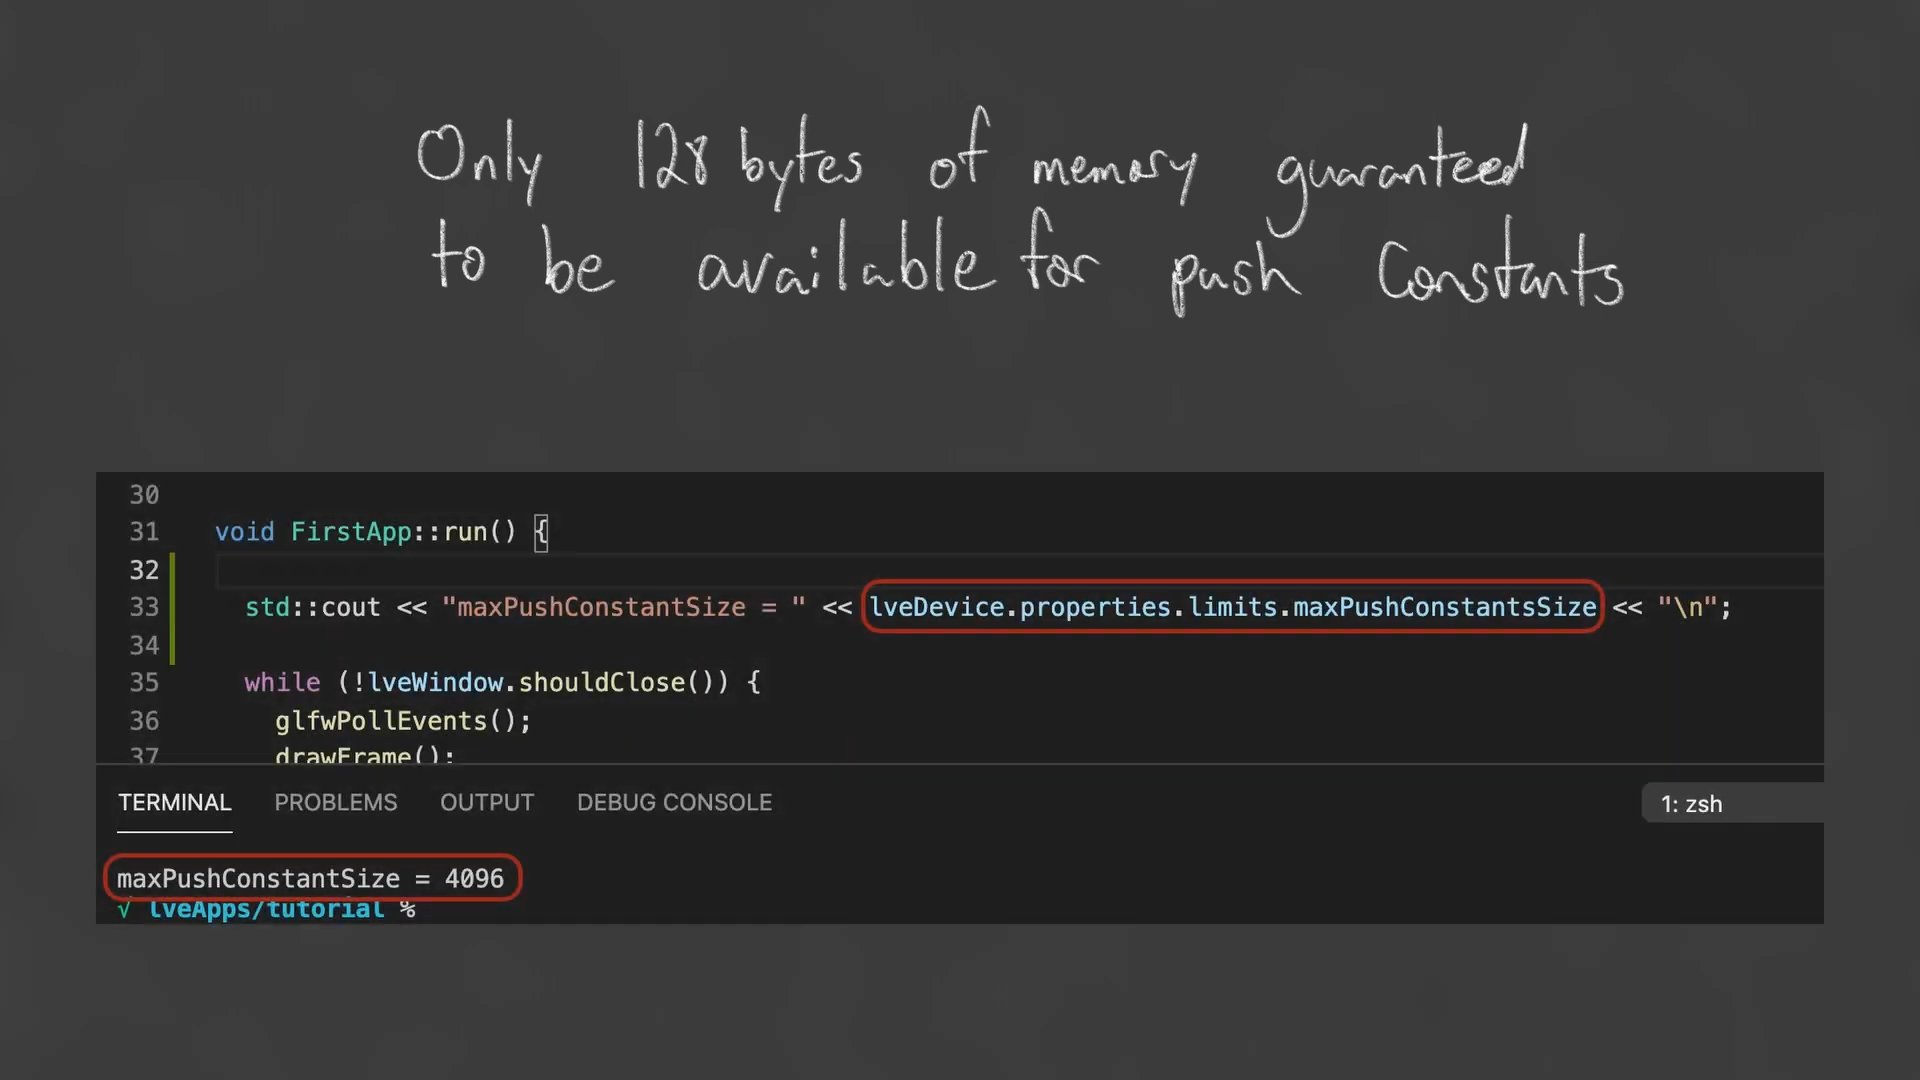 Only 128 bytes of memory guaranteed
to be available for push Constants
30
31 void FirstApp::run() {
32
33 std::cout << "maxPushConstantSize = " << lveDevice.properties.limits.maxPushConstantsSize << "\n";
34
35 while (!lveWindow.shouldClose()) {
36 glfwPollEvents();
37 drawFrame();
TERMINAL PROBLEMS OUTPUT DEBUG CONSOLE 1: zsh
maxPushConstantSize = 4096
√ lveApps/tutorial %